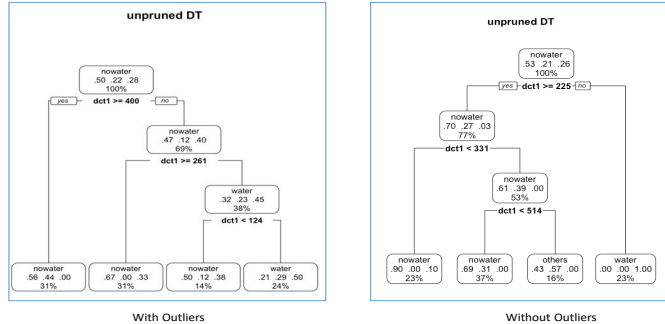 unpruned DT
nowater
.50 .22 .28
100%
yes dct1 >= 400 no
nowater
.47 .12 .40
69%
dct1 >= 261
water
.32 .23 .45
38%
dct1 < 124
nowater
.56 .44 .00
31%
nowater
.67 .00 .33
31%
nowater
.50 .12 .38
14%
water
.21 .29 .50
24%
With Outliers
unpruned DT
nowater
.53 .21 .26
100%
yes dct1 >= 225 no
nowater
.70 .27 .03
77%
dct1 < 331
nowater
.61 .39 .00
53%
dct1 < 514
nowater
.90 .00 .10
23%
nowater
.69 .31 .00
37%
others
.43 .57 .00
16%
water
.00 .00 1.00
23%
Without Outliers